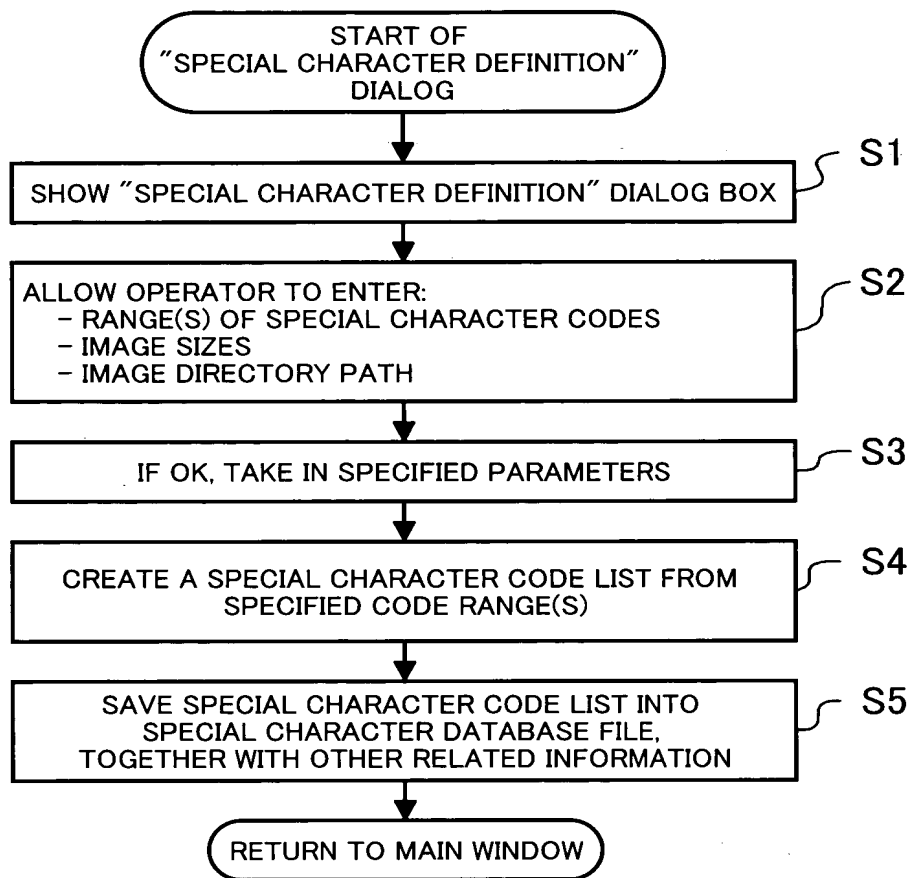 START OF
"SPECIAL CHARACTER DEFINITION"
DIALOG
S1
SHOW "SPECIAL CHARACTER DEFINITION" DIALOG BOX
S2
ALLOW OPERATOR TO ENTER:
- RANGE(S) OF SPECIAL CHARACTER CODES
- IMAGE SIZES
- IMAGE DIRECTORY PATH
S3
IF OK, TAKE IN SPECIFIED PARAMETERS
S4
CREATE A SPECIAL CHARACTER CODE LIST FROM
SPECIFIED CODE RANGE(S)
S5
SAVE SPECIAL CHARACTER CODE LIST INTO
SPECIAL CHARACTER DATABASE FILE,
TOGETHER WITH OTHER RELATED INFORMATION
RETURN TO MAIN WINDOW